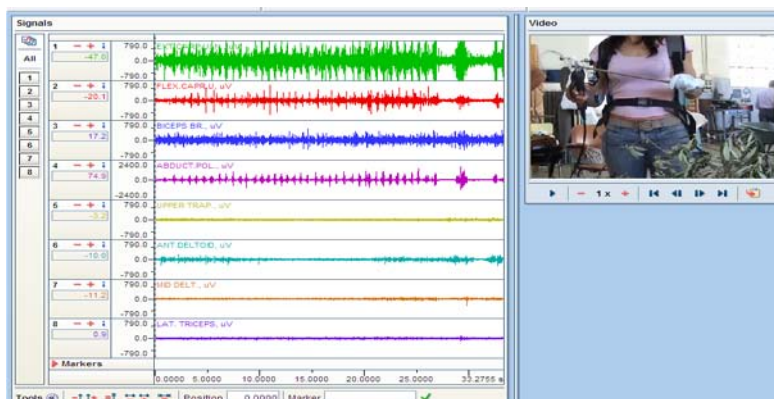 Signals
Video
All
1
2
3
4
5
6
7
8
1 − + i 790.0
-47.0 0.0
-790.0
2 − + i 790.0 FLEX.CARP.U, uV
-20.1 0.0
-790.0
3 − + i 790.0 BICEPS BR., uV
17.2 0.0
-790.0
4 − + i 2400.0 ABDUCT.POL., uV
74.9 0.0
-2400.0
5 − + i 790.0 UPPER TRAP., uV
-3.2 0.0
-790.0
6 − + i 790.0 ANT.DELTOID, uV
-10.0 0.0
-790.0
7 − + i 790.0 MID DELT., uV
-11.2 0.0
-790.0
8 − + i 790.0 LAT. TRICEPS, uV
0.9 0.0
-790.0
Markers
0.0000 5.0000 10.0000 15.0000 20.0000 25.0000 33.2755 s
− 1 x +
Tools Position 0.0000 Marker